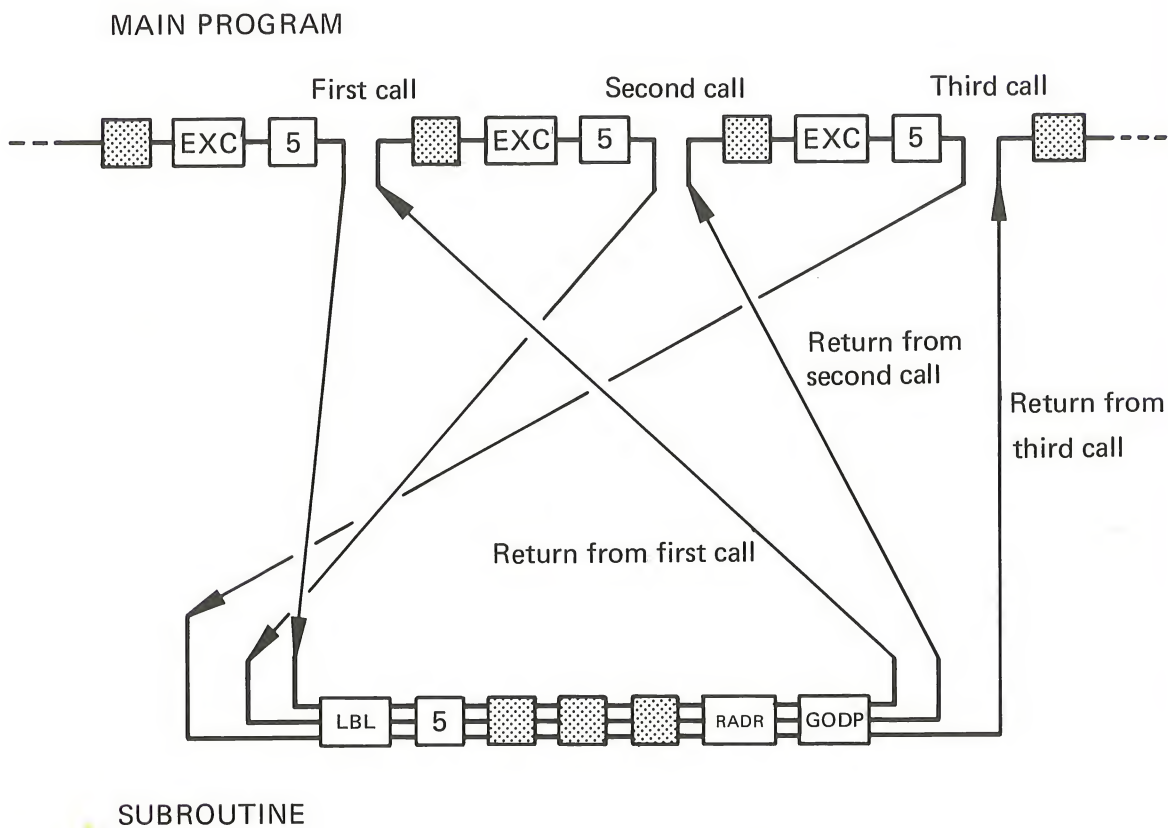 MAIN PROGRAM
First call Second call Third call
EXC 5 EXC 5 EXC 5
Return from
second call
Return from
third call
Return from first call
LBL 5 RADR GODP
SUBROUTINE